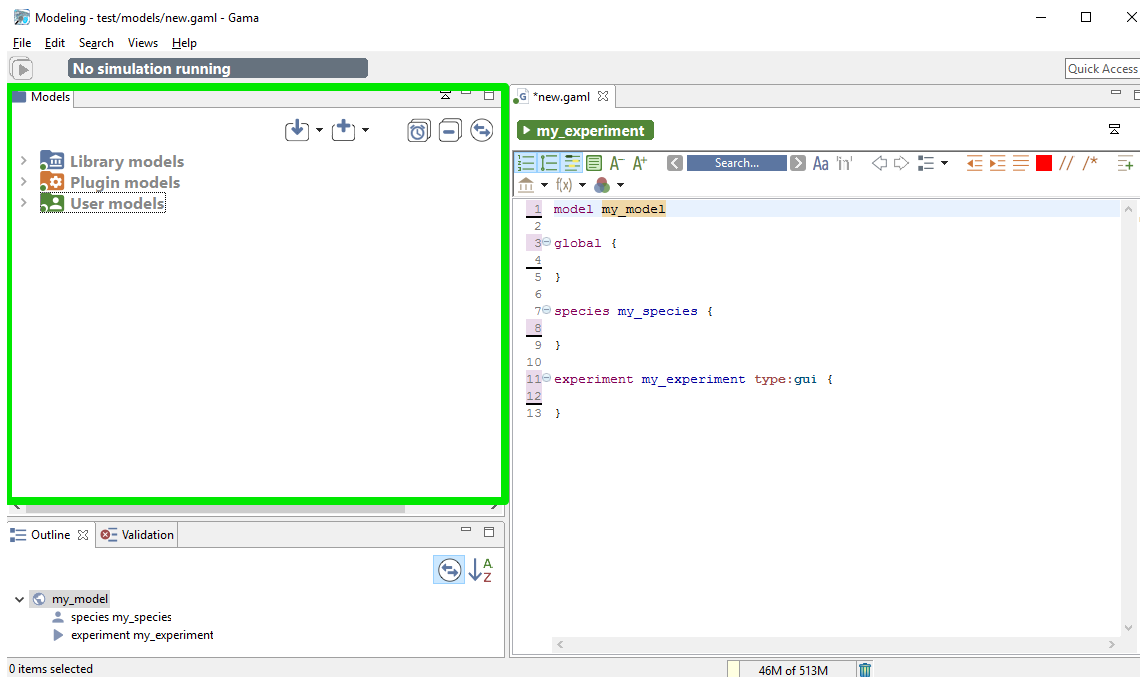 Modeling - test/models/new.gaml - Gama
File Edit Search Views Help
No simulation running
Quick Access
Models
Library models
Plugin models
User models
G *new.gaml
my_experiment
A- A+ Search... Aa \n
f(x)
1 model my_model
2
3 global {
4
5 }
6
7 species my_species {
8
9 }
10
11 experiment my_experiment type:gui {
12
13 }
Outline Validation
A
Z
my_model
species my_species
experiment my_experiment
0 items selected
46M of 513M